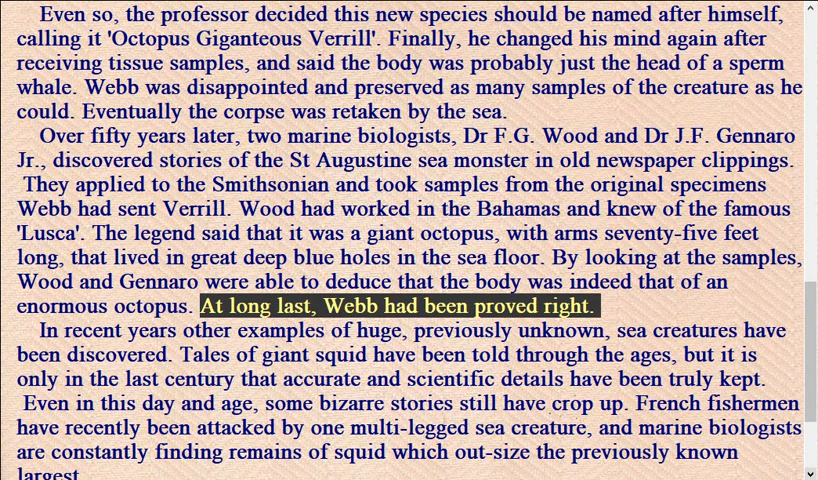 Even so, the professor decided this new species should be named after himself,
calling it 'Octopus Giganteous Verrill'. Finally, he changed his mind again after
receiving tissue samples, and said the body was probably just the head of a sperm
whale. Webb was disappointed and preserved as many samples of the creature as he
could. Eventually the corpse was retaken by the sea.
Over fifty years later, two marine biologists, Dr F.G. Wood and Dr J.F. Gennaro
Jr., discovered stories of the St Augustine sea monster in old newspaper clippings.
They applied to the Smithsonian and took samples from the original specimens
Webb had sent Verrill. Wood had worked in the Bahamas and knew of the famous
'Lusca'. The legend said that it was a giant octopus, with arms seventy-five feet
long, that lived in great deep blue holes in the sea floor. By looking at the samples,
Wood and Gennaro were able to deduce that the body was indeed that of an
enormous octopus. At long last, Webb had been proved right.
In recent years other examples of huge, previously unknown, sea creatures have
been discovered. Tales of giant squid have been told through the ages, but it is
only in the last century that accurate and scientific details have been truly kept.
Even in this day and age, some bizarre stories still have crop up. French fishermen
have recently been attacked by one multi-legged sea creature, and marine biologists
are constantly finding remains of squid which out-size the previously known
largest